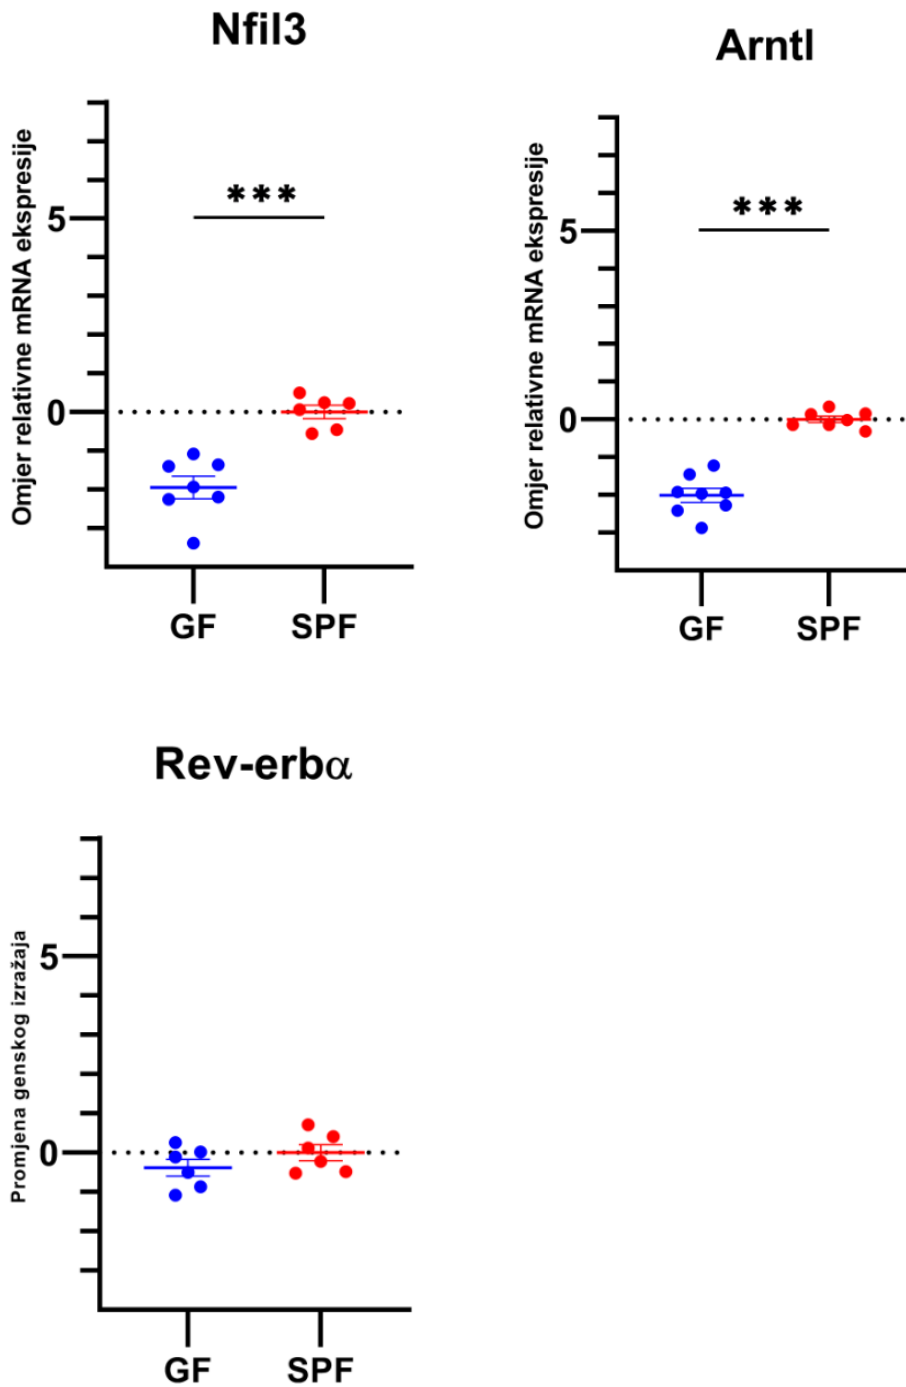 Nfil3
Omjer relativne mRNA ekspresije
5
0
***
GF SPF
Arntl
Omjer relativne mRNA ekspresije
5
0
***
GF SPF
Rev-erbα
Promjena genskog izražaja
5
0
GF SPF